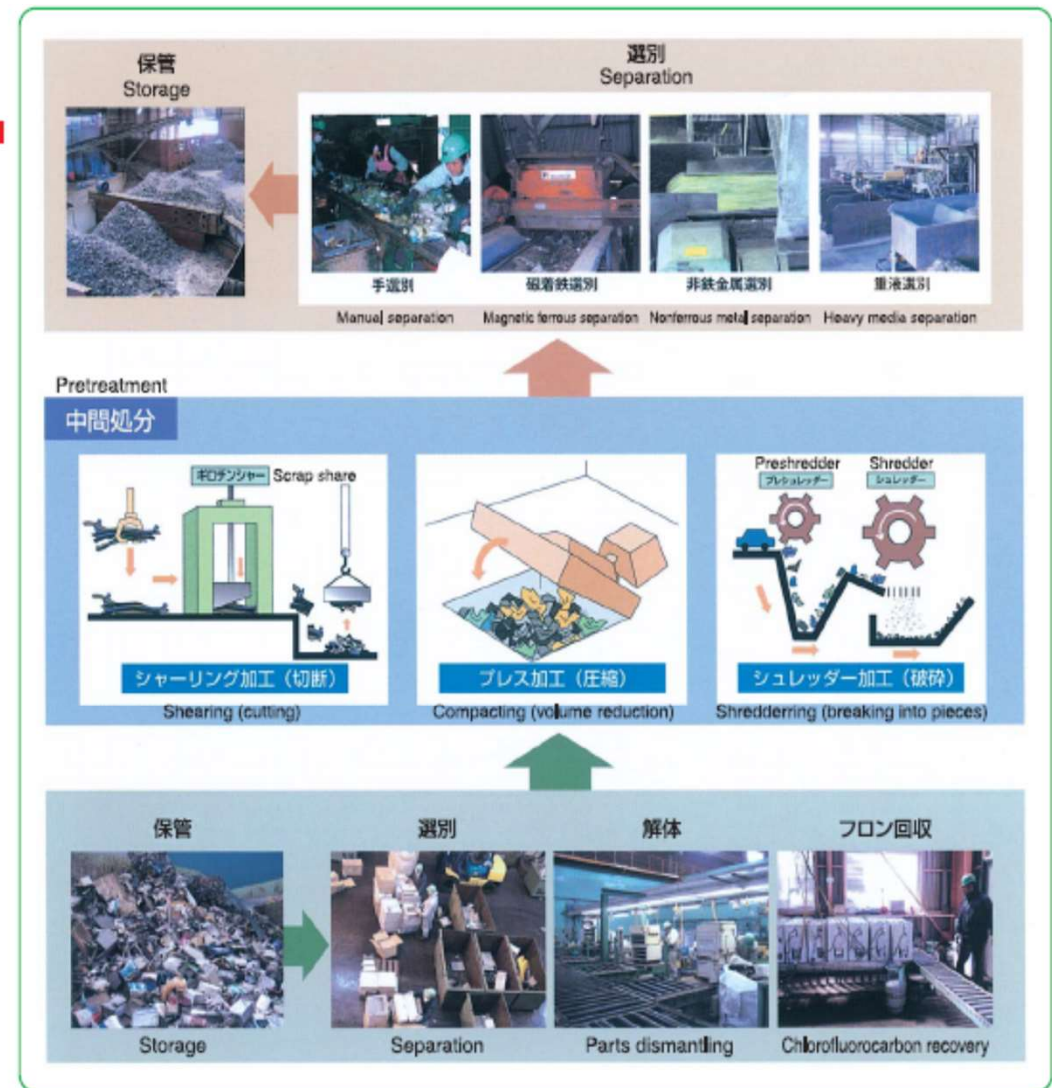 保管
Storage
選別
Separation
手選別
Manual separation
磁着鉄選別
Magnetic ferrous separation
非鉄金属選別
Nonferrous metal separation
重液選別
Heavy media separation
Pretreatment
中間処分
ギロチンシャー
Scrap share
シャーリング加工（切断）
Shearing (cutting)
プレス加工（圧縮）
Compacting (volume reduction)
Preshredder
プレシュレッダー
Shredder
シュレッダー
シュレッダー加工（破砕）
Shredderring (breaking into pieces)
保管
Storage
選別
Separation
解体
Parts dismantling
フロン回収
Chlorofluorocarbon recovery